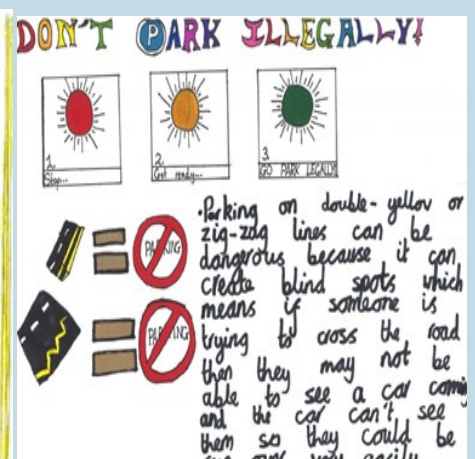 DON'T PARK ILLEGALLY!
1.
Stop...
2.
Get ready...
3.
GO PARK LEGALLY!
PARKING
PARKING
•Parking on double-yellow or
zig-zag lines can be
dangerous because it can
create blind spots which
means if someone is
trying to cross the road
then they may not be
able to see a car coming
and the car can't see
them so they could be
very easily